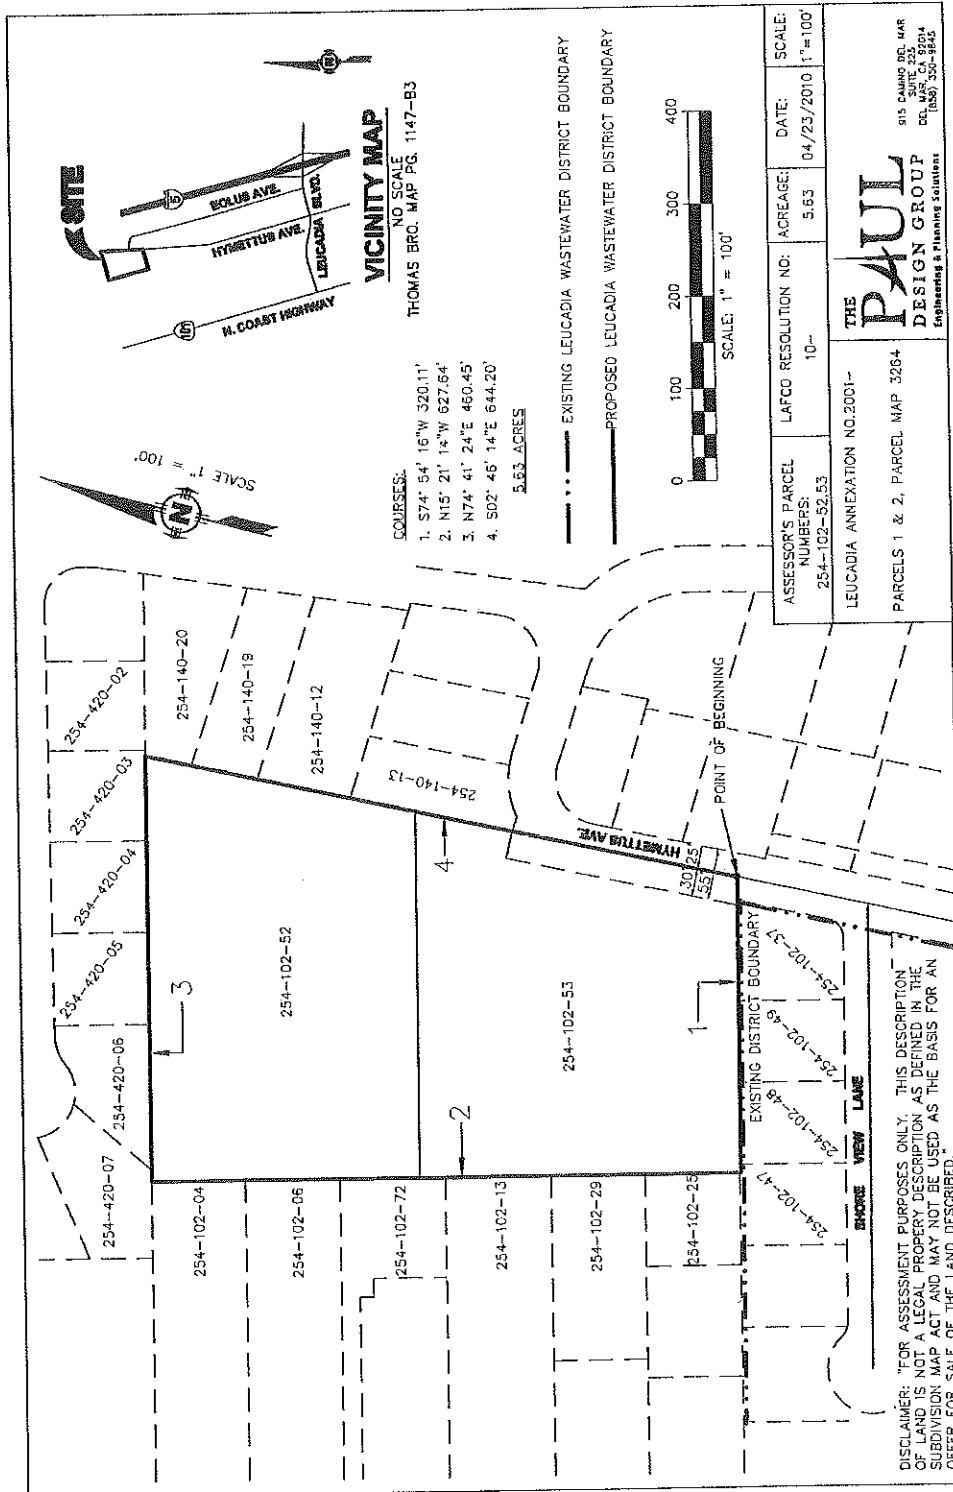 254-420-02
254-420-03
254-420-04
254-420-05
254-420-06
254-420-07
254-140-20
254-140-19
254-140-12
254-140-13
254-102-52
254-102-53
254-102-04
254-102-06
254-102-72
254-102-13
254-102-29
254-102-25
254-102-37
254-102-49
254-102-48
254-102-47
1
2
3
4
HYMETTUS AVE.
30
25
55
POINT OF BEGINNING
EXISTING DISTRICT BOUNDARY
SHORE VIEW LANE
N
SCALE 1" = 100'
SITE
5
EOLUS AVE.
HYMETTUS AVE.
LEUCADIA BLVD.
101
N. COAST HIGHWAY
N
VICINITY MAP
NO SCALE
THOMAS BRO. MAP PG. 1147-B3
COURSES:
1. S74° 54' 16"W 320.11'
2. N15° 21' 14"W 627.64'
3. N74° 41' 24"E 460.45'
4. S02° 46' 14"E 644.20'
5.63 ACRES
EXISTING LEUCADIA WASTEWATER DISTRICT BOUNDARY
PROPOSED LEUCADIA WASTEWATER DISTRICT BOUNDARY
0
100
200
300
400
SCALE: 1" = 100'
ASSESSOR'S PARCEL
NUMBERS:
254-102-52,53
LAFCO RESOLUTION NO:
10--
ACREAGE:
5.63
DATE:
04/23/2010
SCALE:
1"=100'
LEUCADIA ANNEXATION NO.2001--
PARCELS 1 & 2, PARCEL MAP 3264
THE
PAUL
DESIGN GROUP
Engineering & Planning Solutions
915 CAMINO DEL MAR
SUITE 225
DEL MAR, CA 92014
(858) 350-9845
DISCLAIMER: "FOR ASSESSMENT PURPOSES ONLY. THIS DESCRIPTION
OF LAND IS NOT A LEGAL PROPERY DESCRIPTION AS DEFINED IN THE
SUBDIVISION MAP ACT AND MAY NOT BE USED AS THE BASIS FOR AN
OFFER FOR SALE OF THE LAND DESCRIBED."